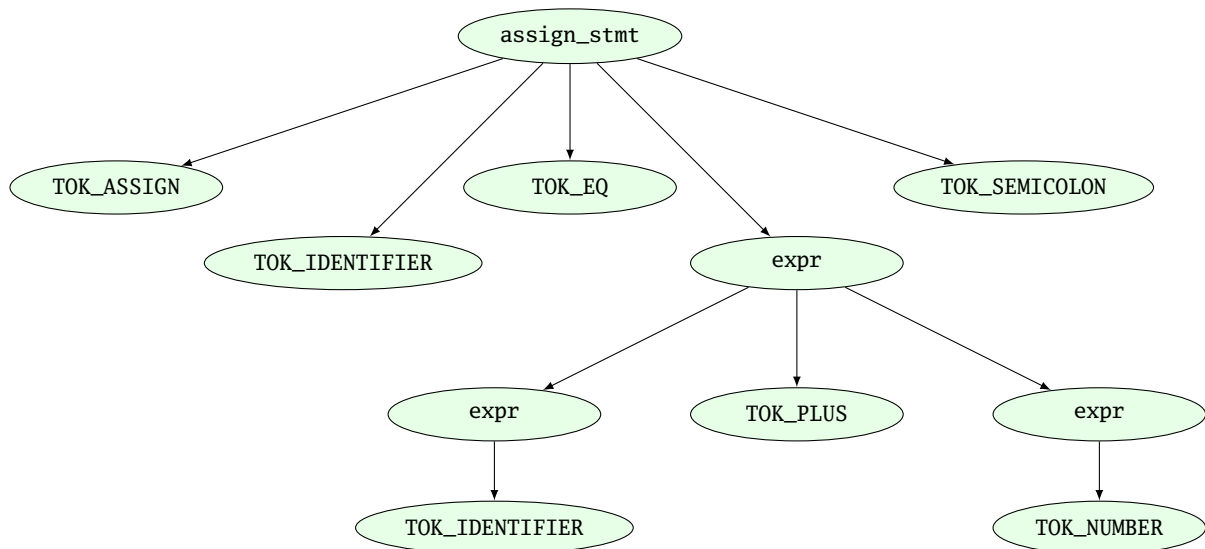 assign_stmt
TOK_ASSIGN
TOK_EQ
TOK_SEMICOLON
TOK_IDENTIFIER
expr
expr
TOK_PLUS
expr
TOK_IDENTIFIER
TOK_NUMBER